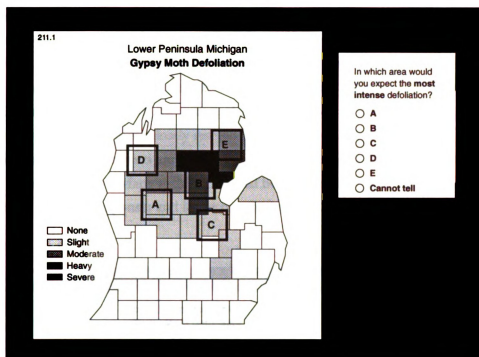 211.1
Lower Peninsula Michigan
Gypsy Moth Defoliation
E
D
B
A
C
None
Slight
Moderate
Heavy
Severe
In which area would
you expect the most
intense defoliation?
A
B
C
D
E
Cannot tell